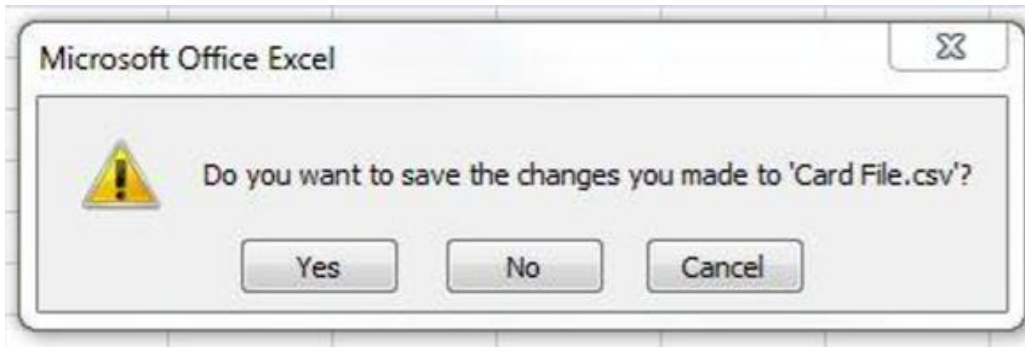 Microsoft Office Excel
Do you want to save the changes you made to 'Card File.csv'?
Yes No Cancel